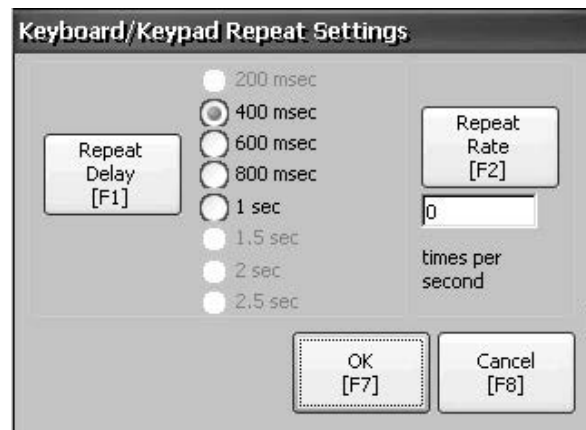 Keyboard/Keypad Repeat Settings
Repeat
Delay
[F1]
200 msec
400 msec
600 msec
800 msec
1 sec
1.5 sec
2 sec
2.5 sec
Repeat
Rate
[F2]
0
times per
second
OK
[F7]
Cancel
[F8]